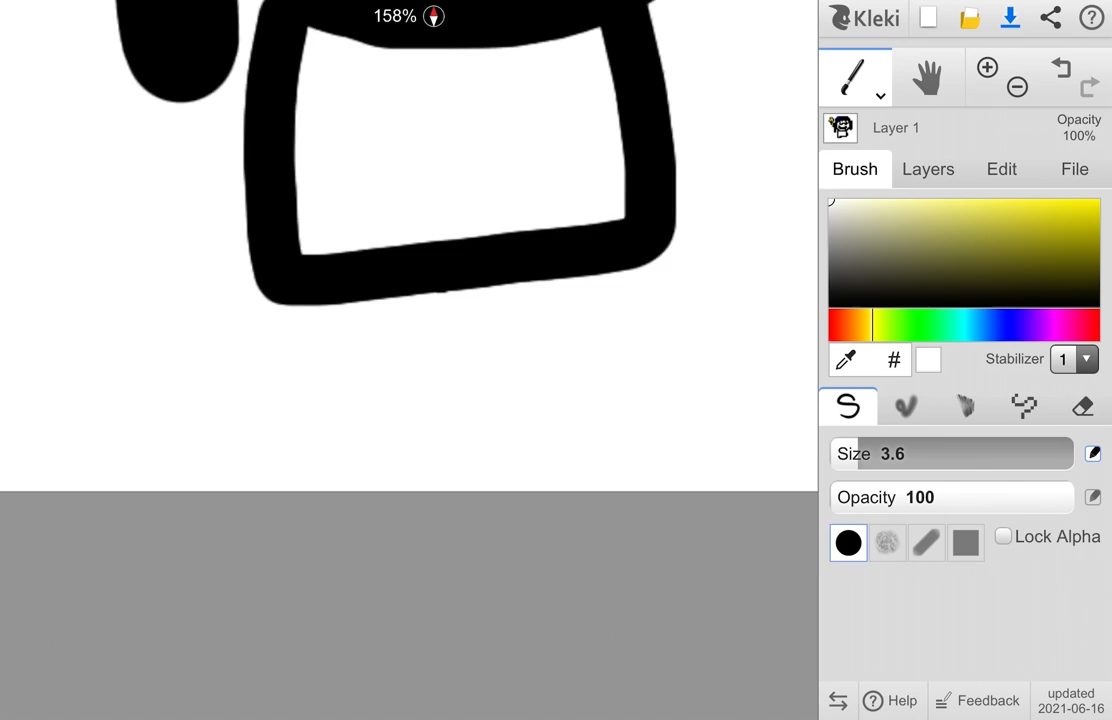 158%
Kleki
Layer 1
Opacity
100%
Brush Layers Edit File
# Stabilizer 1
Size 3.6
Opacity 100
Lock Alpha
Help Feedback updated
2021-06-16